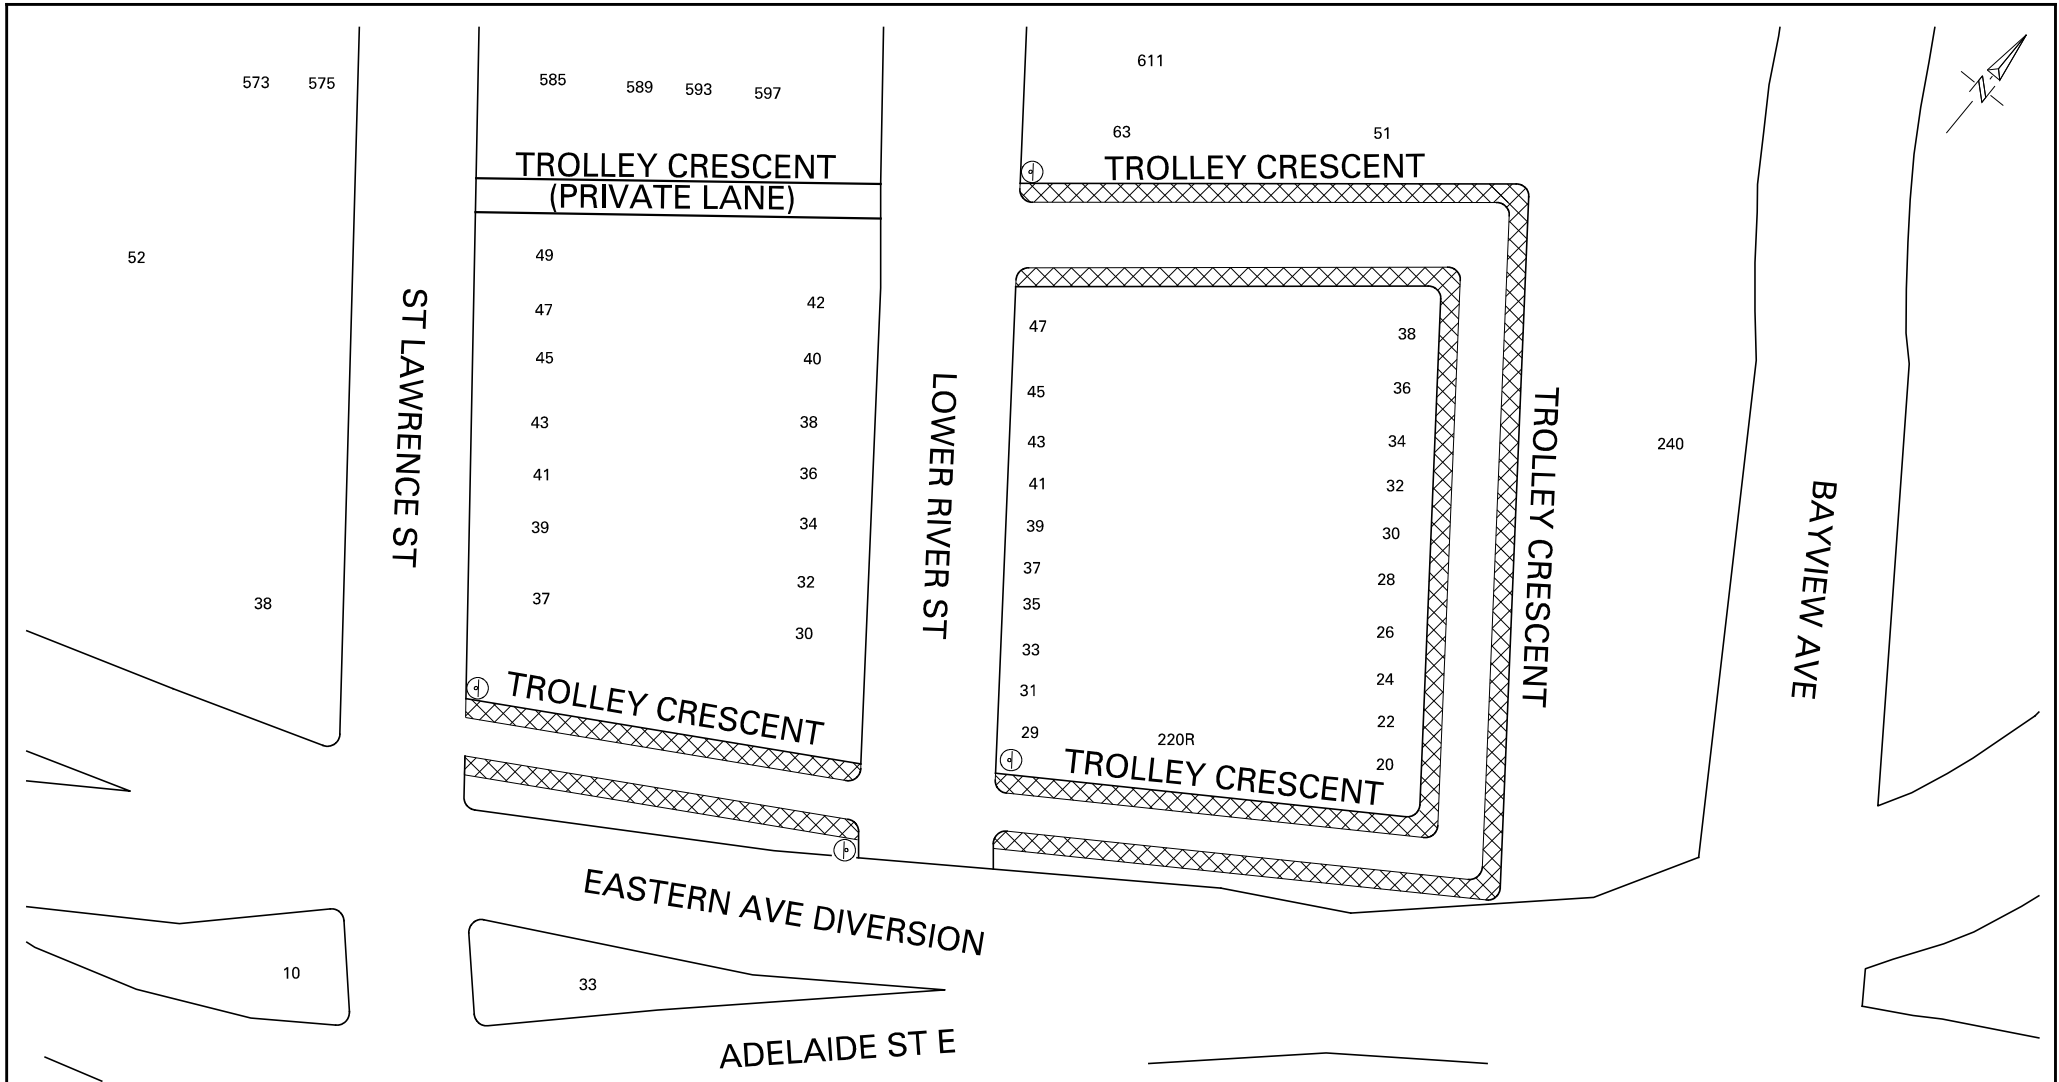 611
573 575 585 589 593 597
63 51
TROLLEY CRESCENT
(PRIVATE LANE)
TROLLEY CRESCENT
N
52
49
47
45
43
41
39
37
42
40
38
36
34
32
30
47
45
43
41
39
37
35
33
31
29
38
36
34
32
30
28
26
24
22
20
220R
240
38
ST LAWRENCE ST
LOWER RIVER ST
TROLLEY CRESCENT
BAYVIEW AVE
TROLLEY CRESCENT
TROLLEY CRESCENT
EASTERN AVE DIVERSION
10
33
ADELAIDE ST E